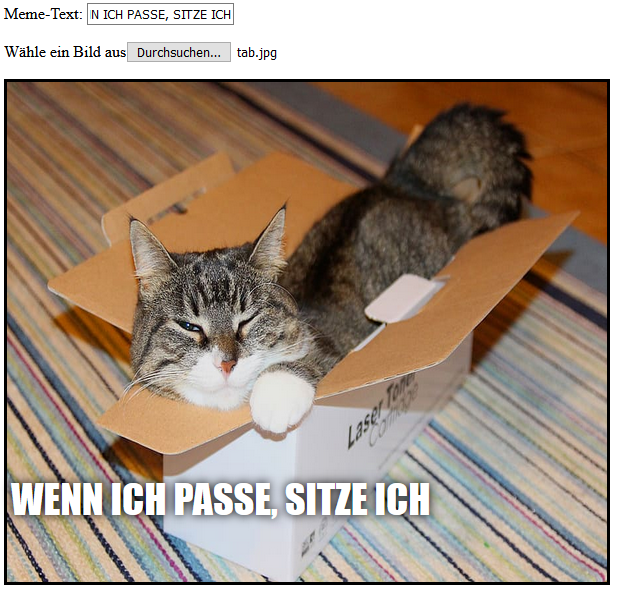 Meme-Text: N ICH PASSE, SITZE ICH
Wähle ein Bild aus Durchsuchen... tab.jpg
Laser Toner
Cartridge
WENN ICH PASSE, SITZE ICH